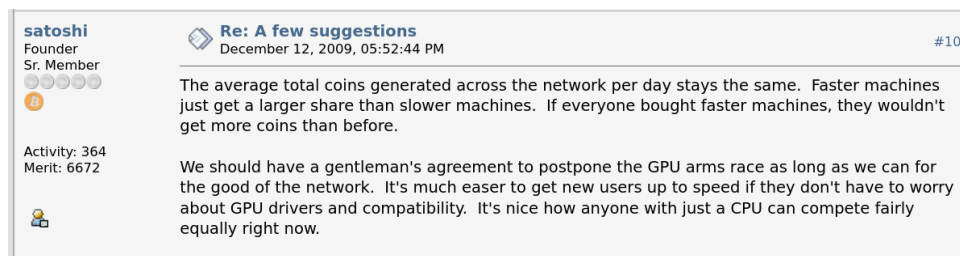 satoshi
Founder
Sr. Member
Activity: 364
Merit: 6672
Re: A few suggestions
December 12, 2009, 05:52:44 PM
#10
The average total coins generated across the network per day stays the same.  Faster machines
just get a larger share than slower machines.  If everyone bought faster machines, they wouldn't
get more coins than before.
We should have a gentleman's agreement to postpone the GPU arms race as long as we can for
the good of the network.  It's much easier to get new users up to speed if they don't have to worry
about GPU drivers and compatibility.  It's nice how anyone with just a CPU can compete fairly
equally right now.